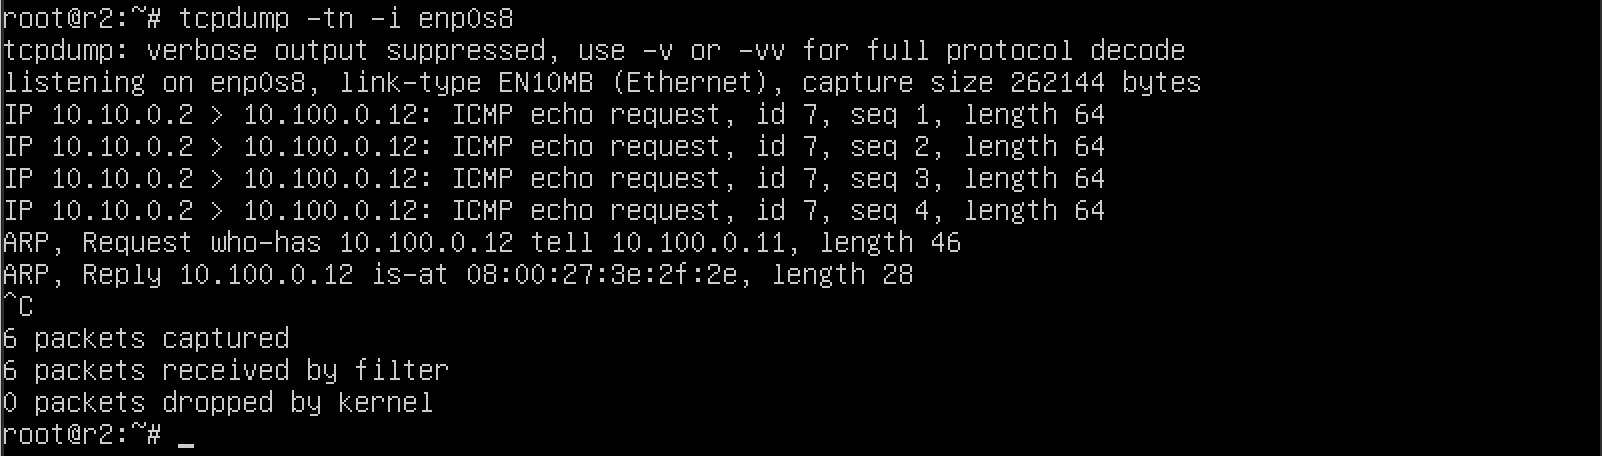 root@r2:~# tcpdump -tn -i enp0s8
tcpdump: verbose output suppressed, use -v or -vv for full protocol decode
listening on enp0s8, link-type EN10MB (Ethernet), capture size 262144 bytes
IP 10.10.0.2 > 10.100.0.12: ICMP echo request, id 7, seq 1, length 64
IP 10.10.0.2 > 10.100.0.12: ICMP echo request, id 7, seq 2, length 64
IP 10.10.0.2 > 10.100.0.12: ICMP echo request, id 7, seq 3, length 64
IP 10.10.0.2 > 10.100.0.12: ICMP echo request, id 7, seq 4, length 64
ARP, Request who-has 10.100.0.12 tell 10.100.0.11, length 46
ARP, Reply 10.100.0.12 is-at 08:00:27:3e:2f:2e, length 28
^C
6 packets captured
6 packets received by filter
0 packets dropped by kernel
root@r2:~# _